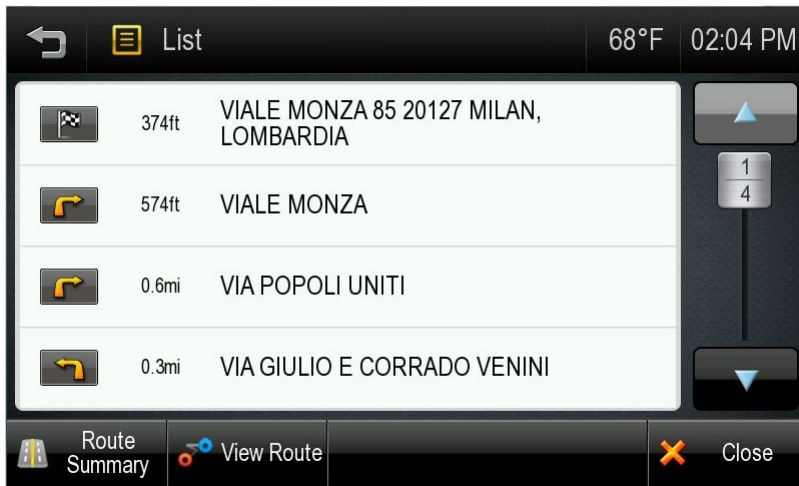 List
68°F 02:04 PM
374ft VIALE MONZA 85 20127 MILAN,
LOMBARDIA
574ft VIALE MONZA
0.6mi VIA POPOLI UNITI
0.3mi VIA GIULIO E CORRADO VENINI
1
4
Route
Summary
View Route
Close